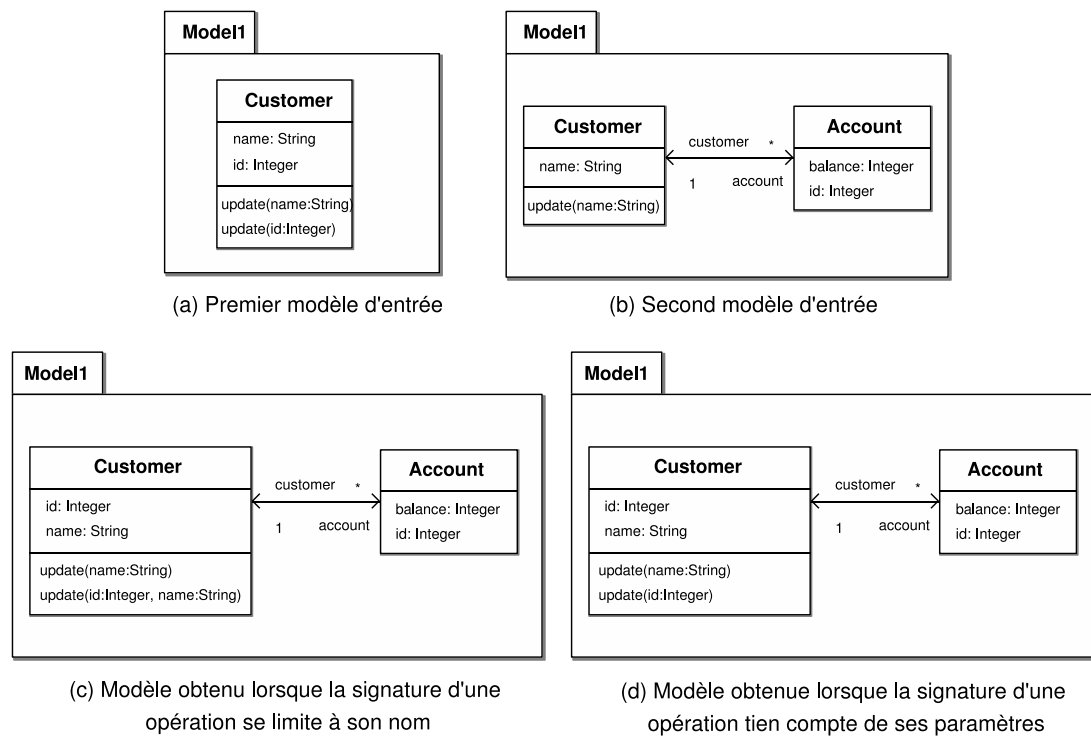 Model1
Customer
name: String
id: Integer
update(name:String)
update(id:Integer)
(a) Premier modèle d'entrée
Model1
Customer
name: String
update(name:String)
customer *
1 account
Account
balance: Integer
id: Integer
(b) Second modèle d'entrée
Model1
Customer
id: Integer
name: String
update(name:String)
update(id:Integer, name:String)
customer *
1 account
Account
balance: Integer
id: Integer
(c) Modèle obtenu lorsque la signature d'une
opération se limite à son nom
Model1
Customer
id: Integer
name: String
update(name:String)
update(id:Integer)
customer *
1 account
Account
balance: Integer
id: Integer
(d) Modèle obtenue lorsque la signature d'une
opération tien compte de ses paramètres